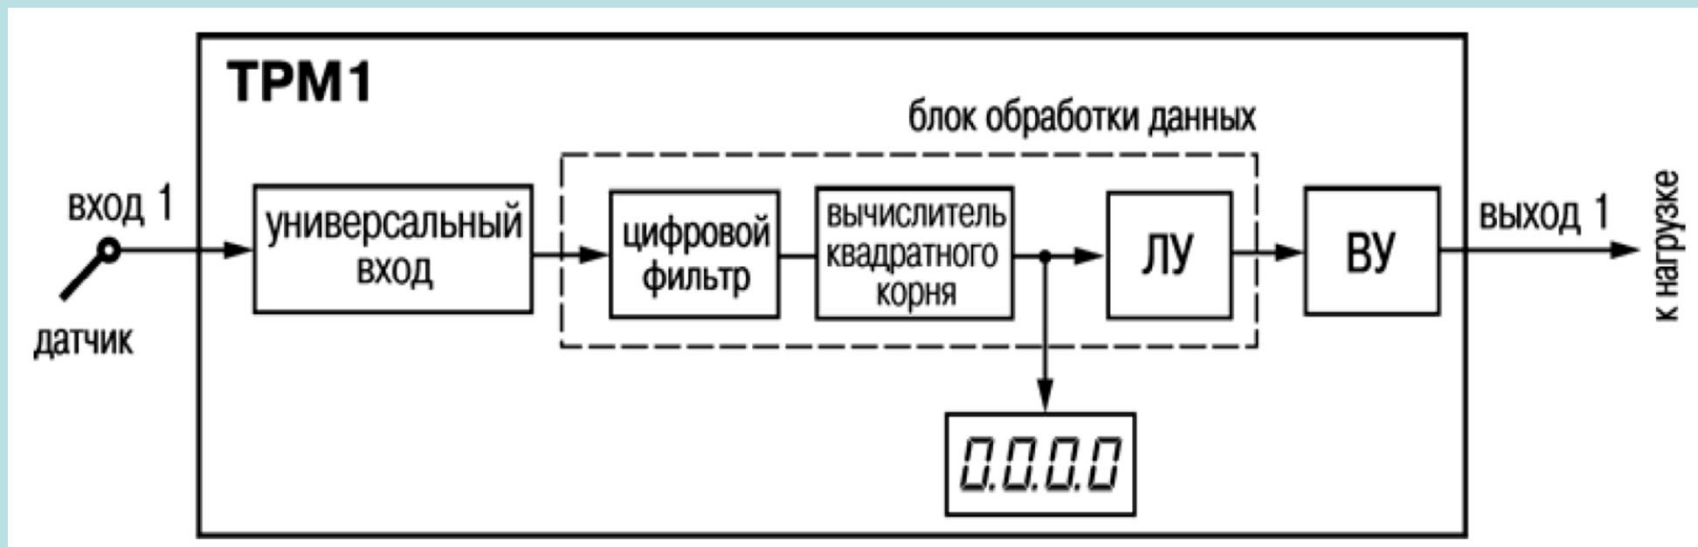 ТРМ1
блок обработки данных
вход 1
датчик
универсальный
вход
цифровой
фильтр
вычислитель
квадратного
корня
ЛУ
ВУ
выход 1
к нагрузке
0.0.0.0